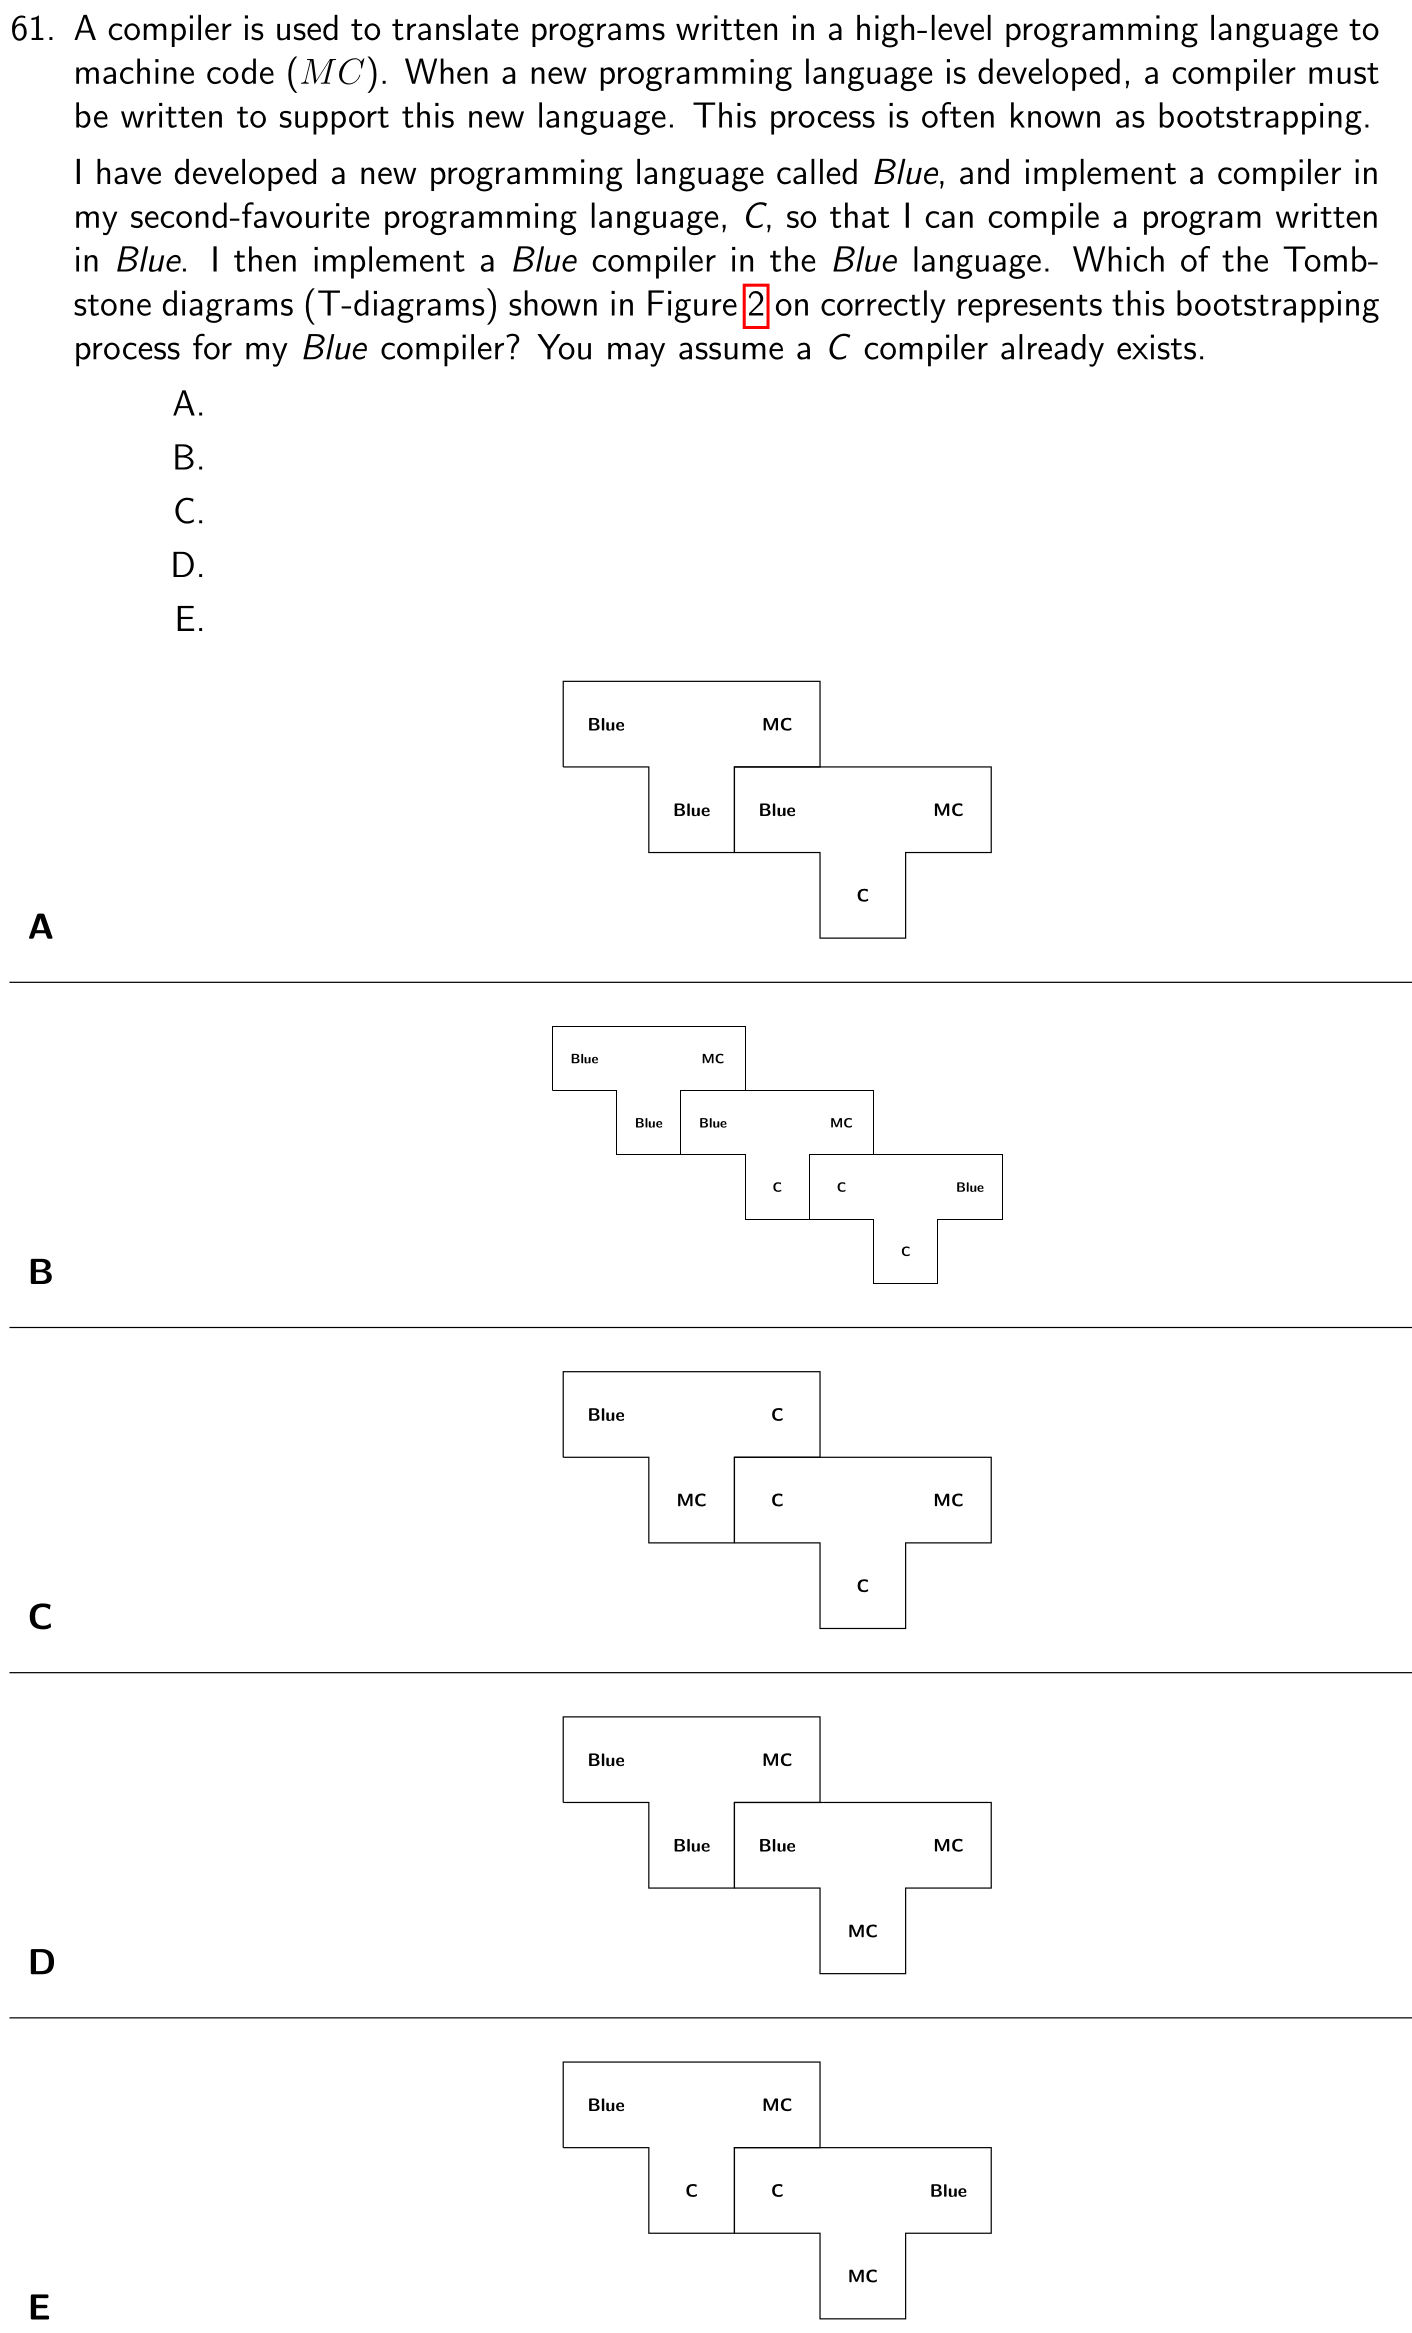 61. A compiler is used to translate programs written in a high-level programming language to
machine code (MC). When a new programming language is developed, a compiler must
be written to support this new language. This process is often known as bootstrapping.
I have developed a new programming language called Blue, and implement a compiler in
my second-favourite programming language, C, so that I can compile a program written
in Blue. I then implement a Blue compiler in the Blue language. Which of the Tomb-
stone diagrams (T-diagrams) shown in Figure 2 on correctly represents this bootstrapping
process for my Blue compiler? You may assume a C compiler already exists.
A.
B.
C.
D.
E.
Blue MC
Blue Blue MC
C
A
Blue MC
Blue Blue MC
C C Blue
C
B
Blue C
MC C MC
C
C
Blue MC
Blue Blue MC
MC
D
Blue MC
C C Blue
MC
E